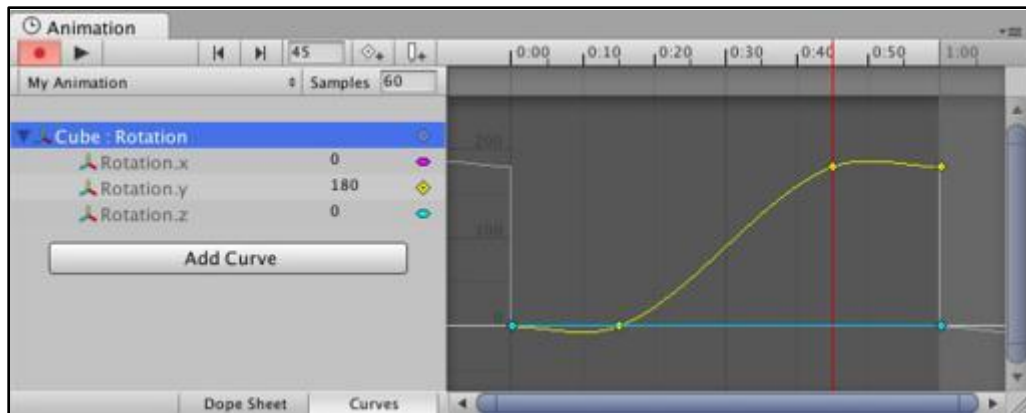 Animation
45
0:00 0:10 0:20 0:30 0:40 0:50 1:00
My Animation Samples 60
Cube : Rotation
200
Rotation.x 0
Rotation.y 180
Rotation.z 0
100
Add Curve
0
Dope Sheet Curves